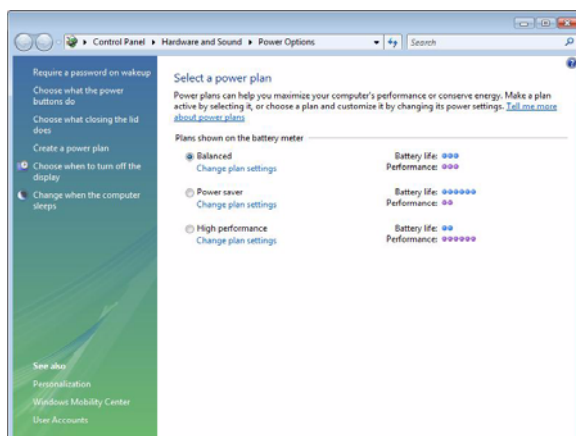 Control Panel ▸ Hardware and Sound ▸ Power Options
Search
Require a password on wakeup
Choose what the power
buttons do
Choose what closing the lid
does
Create a power plan
Choose when to turn off the
display
Change when the computer
sleeps
See also
Personalization
Windows Mobility Center
User Accounts
Select a power plan
Power plans can help you maximize your computer's performance or conserve energy. Make a plan
active by selecting it, or choose a plan and customize it by changing its power settings. Tell me more
about power plans
Plans shown on the battery meter
Balanced Battery life:
Change plan settings Performance:
Power saver Battery life:
Change plan settings Performance:
High performance Battery life:
Change plan settings Performance: